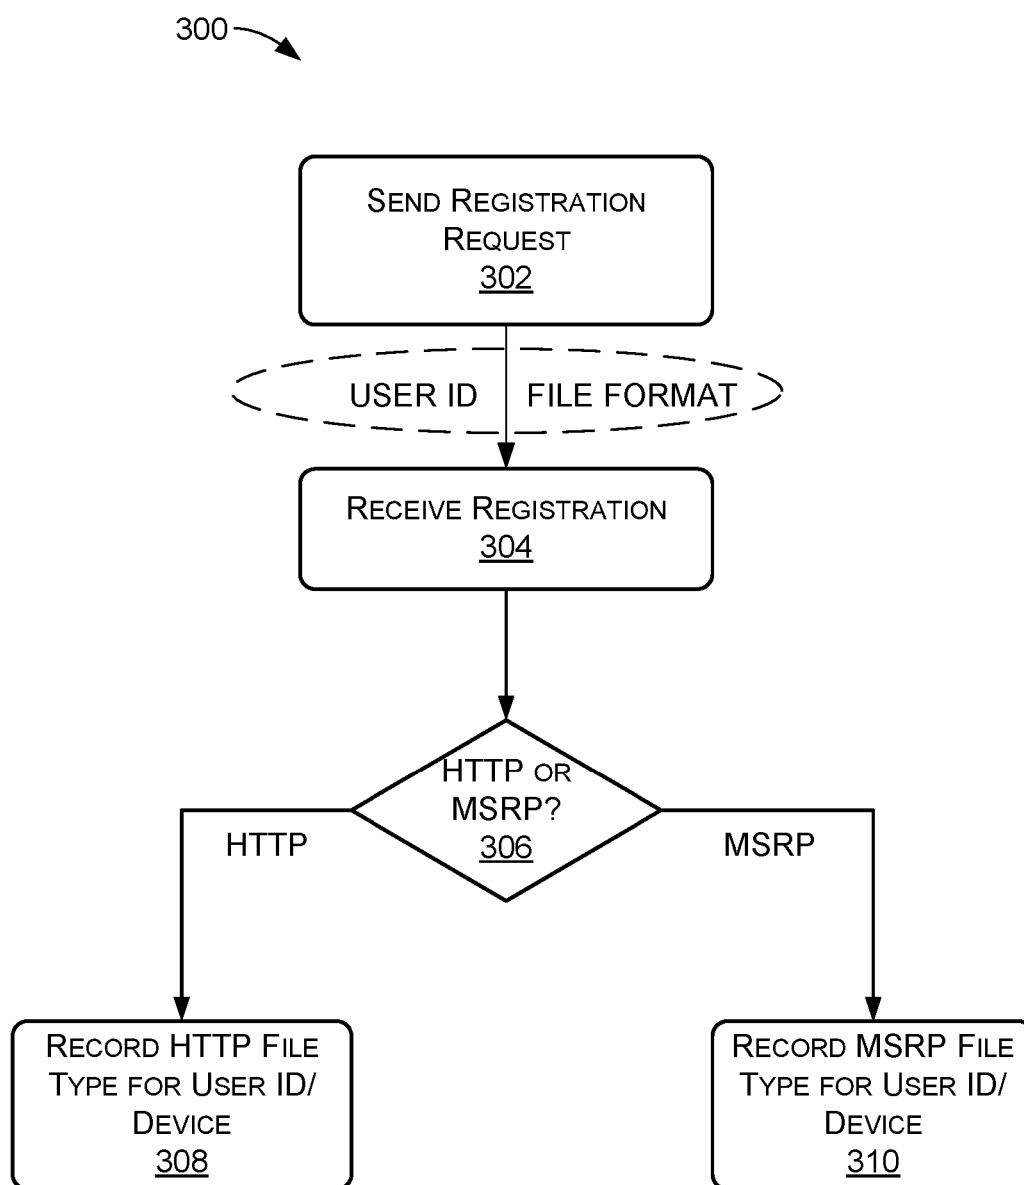 300
SEND REGISTRATION
REQUEST
302
USER ID FILE FORMAT
RECEIVE REGISTRATION
304
HTTP OR
MSRP?
306
HTTP
MSRP
RECORD HTTP FILE
TYPE FOR USER ID/
DEVICE
308
RECORD MSRP FILE
TYPE FOR USER ID/
DEVICE
310